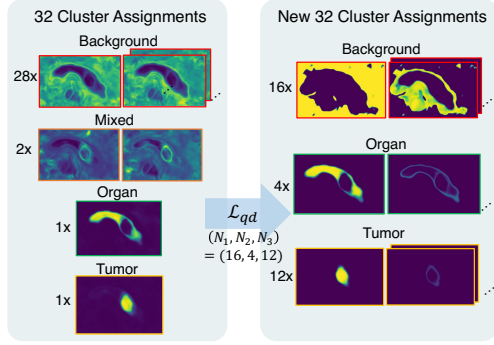 32 Cluster Assignments
Background
28x
Mixed
2x
Organ
1x
Tumor
1x
ℒ_qd
(N₁, N₂, N₃)
= (16, 4, 12)
New 32 Cluster Assignments
Background
16x
Organ
4x
Tumor
12x